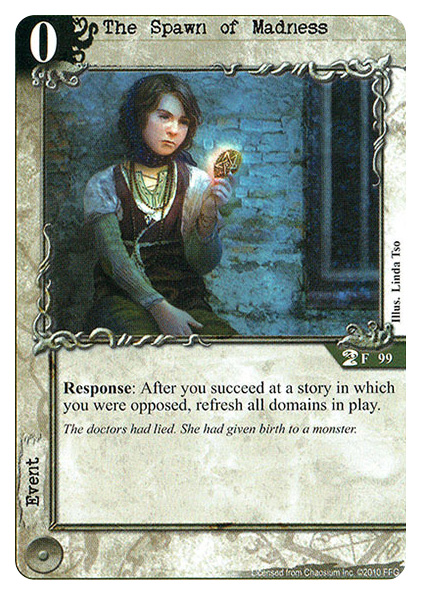 0
The Spawn of Madness
Illus. Linda Tso
F 99
Response: After you succeed at a story in which
you were opposed, refresh all domains in play.
The doctors had lied. She had given birth to a monster.
Event
Licensed from Chaosium Inc. ©2010 FFG